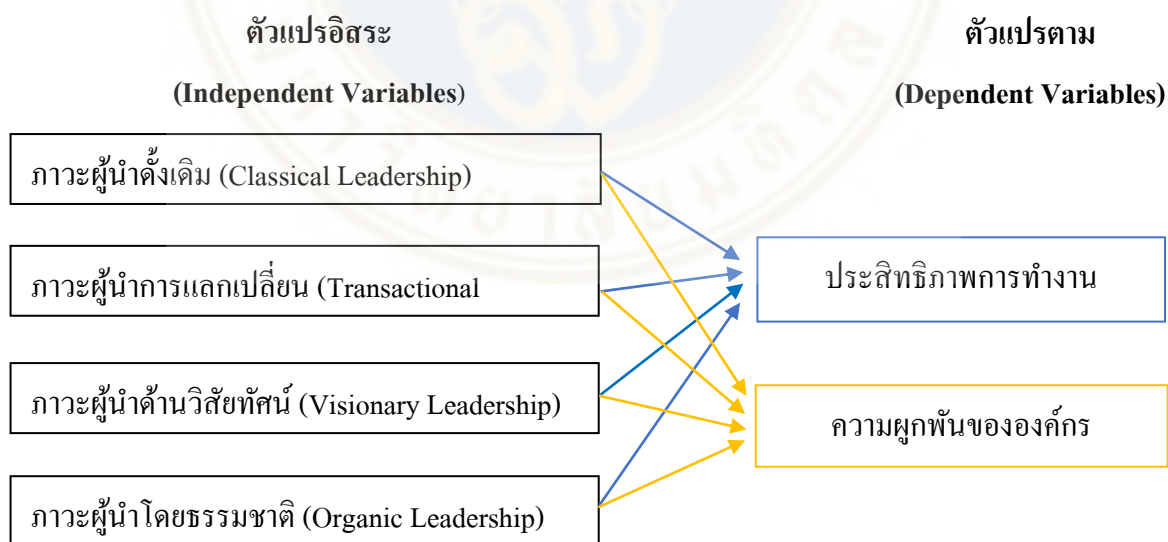 ตัวแปรอิสระ
(Independent Variables)
ตัวแปรตาม
(Dependent Variables)
ภาวะผู้นำดั้งเดิม (Classical Leadership)
ภาวะผู้นำการแลกเปลี่ยน (Transactional
ภาวะผู้นำด้านวิสัยทัศน์ (Visionary Leadership)
ภาวะผู้นำโดยธรรมชาติ (Organic Leadership)
ประสิทธิภาพการทำงาน
ความผูกพันขององค์กร